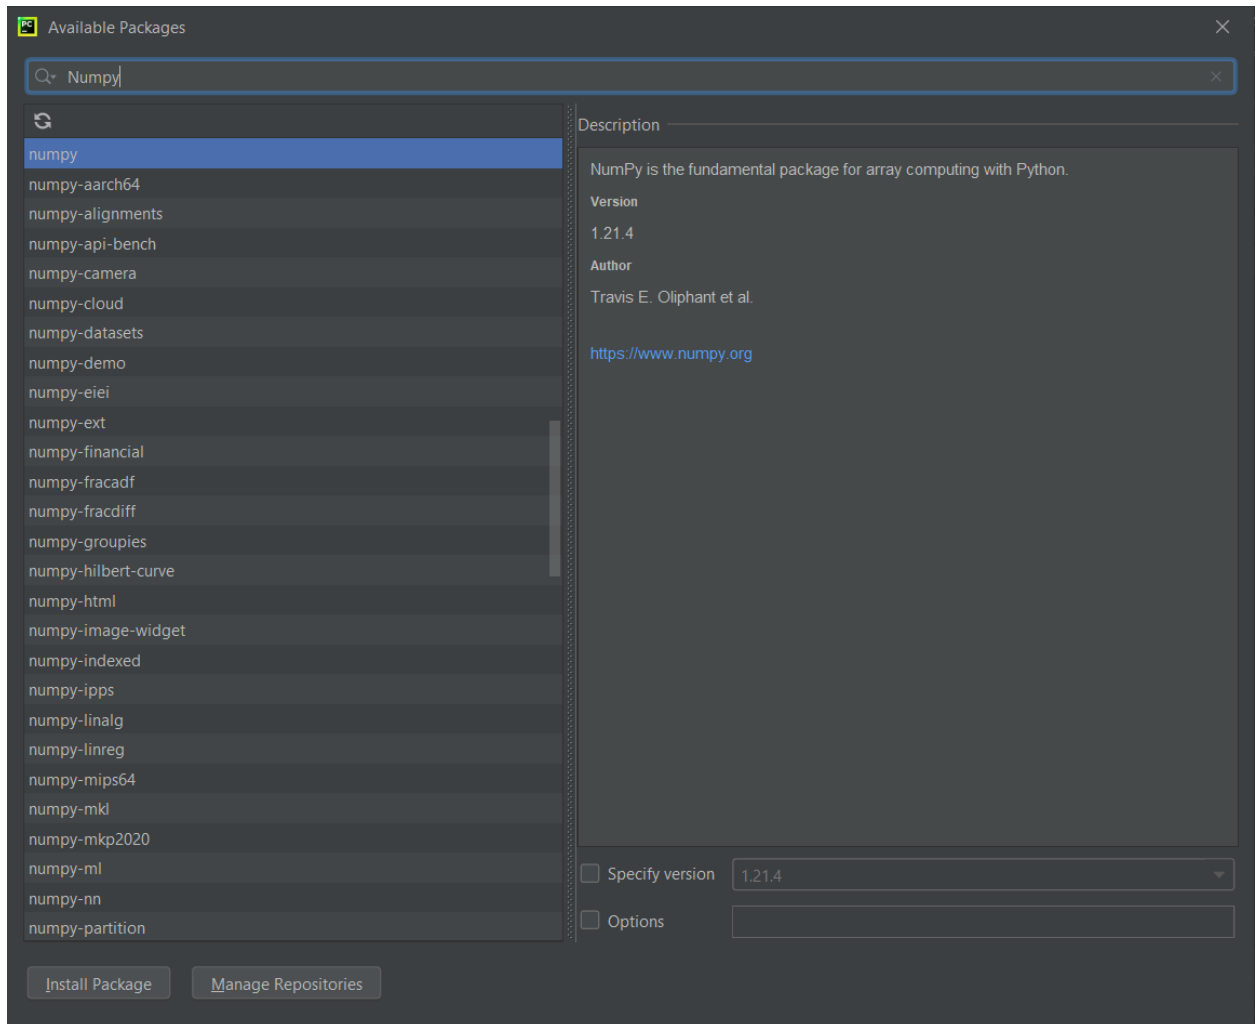 PC Available Packages
Numpy
Description
numpy
numpy-aarch64
numpy-alignments
numpy-api-bench
numpy-camera
numpy-cloud
numpy-datasets
numpy-demo
numpy-eiei
numpy-ext
numpy-financial
numpy-fracadf
numpy-fracdiff
numpy-groupies
numpy-hilbert-curve
numpy-html
numpy-image-widget
numpy-indexed
numpy-ipps
numpy-linalg
numpy-linreg
numpy-mips64
numpy-mkl
numpy-mkp2020
numpy-ml
numpy-nn
numpy-partition
NumPy is the fundamental package for array computing with Python.
Version
1.21.4
Author
Travis E. Oliphant et al.
https://www.numpy.org
Specify version 1.21.4
Options
Install Package Manage Repositories